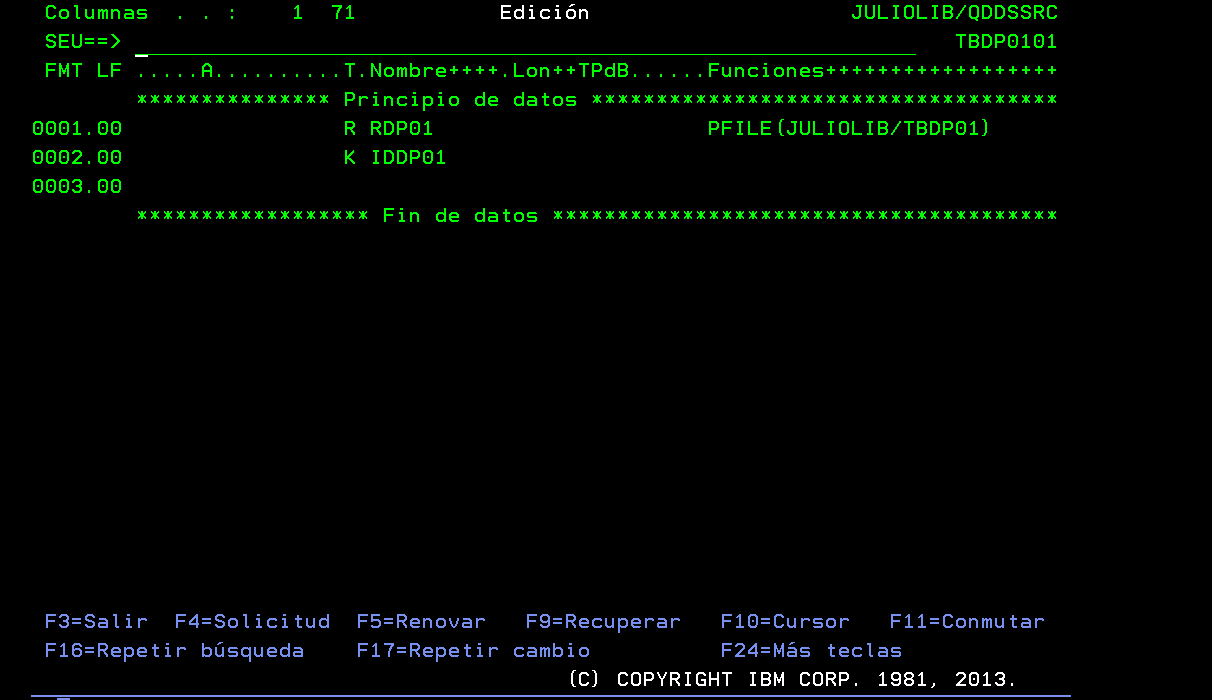 Columnas . . : 1 71 Edición JULIOLIB/QDDSSRC
SEU==> TBDP0101
FMT LF .....A..........T.Nombre++++.Lon++TPdB......Funciones++++++++++++++++++
*************** Principio de datos ************************************
0001.00 R RDP01 PFILE(JULIOLIB/TBDP01)
0002.00 K IDDP01
0003.00
****************** Fin de datos ***************************************
F3=Salir F4=Solicitud F5=Renovar F9=Recuperar F10=Cursor F11=Conmutar
F16=Repetir búsqueda F17=Repetir cambio F24=Más teclas
(C) COPYRIGHT IBM CORP. 1981, 2013.